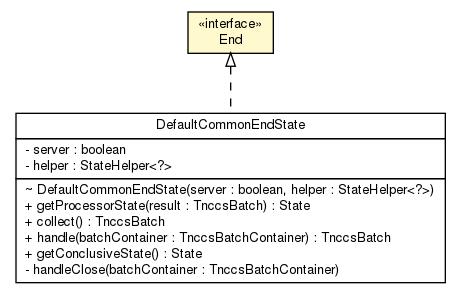 «interface»
End
DefaultCommonEndState
- server : boolean
- helper : StateHelper<?>
~ DefaultCommonEndState(server : boolean, helper : StateHelper<?>)
+ getProcessorState(result : TnccsBatch) : State
+ collect() : TnccsBatch
+ handle(batchContainer : TnccsBatchContainer) : TnccsBatch
+ getConclusiveState() : State
- handleClose(batchContainer : TnccsBatchContainer)